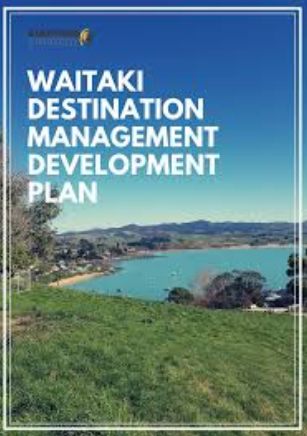 WAITAKI
DESTINATION
MANAGEMENT
DEVELOPMENT
PLAN